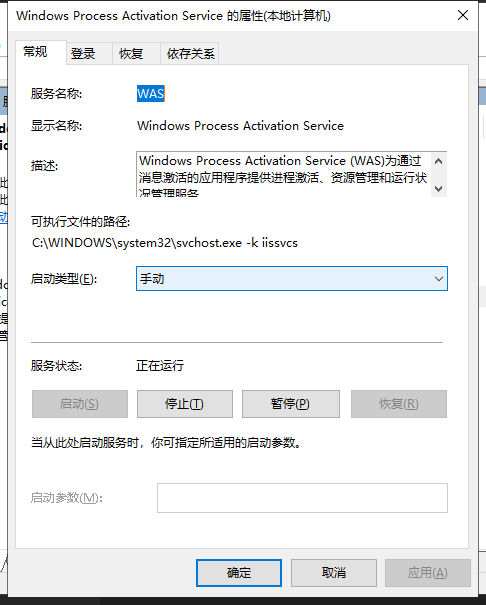 Windows Process Activation Service 的属性(本地计算机)
常规 登录 恢复 依存关系
服务名称: WAS
显示名称: Windows Process Activation Service
描述: Windows Process Activation Service (WAS)为通过
消息激活的应用程序提供进程激活、资源管理和运行状
况管理服务
可执行文件的路径:
C:\WINDOWS\system32\svchost.exe -k iissvcs
启动类型(E): 手动
服务状态: 正在运行
启动(S) 停止(T) 暂停(P) 恢复(R)
当从此处启动服务时，你可指定所适用的启动参数。
启动参数(M):
确定 取消 应用(A)